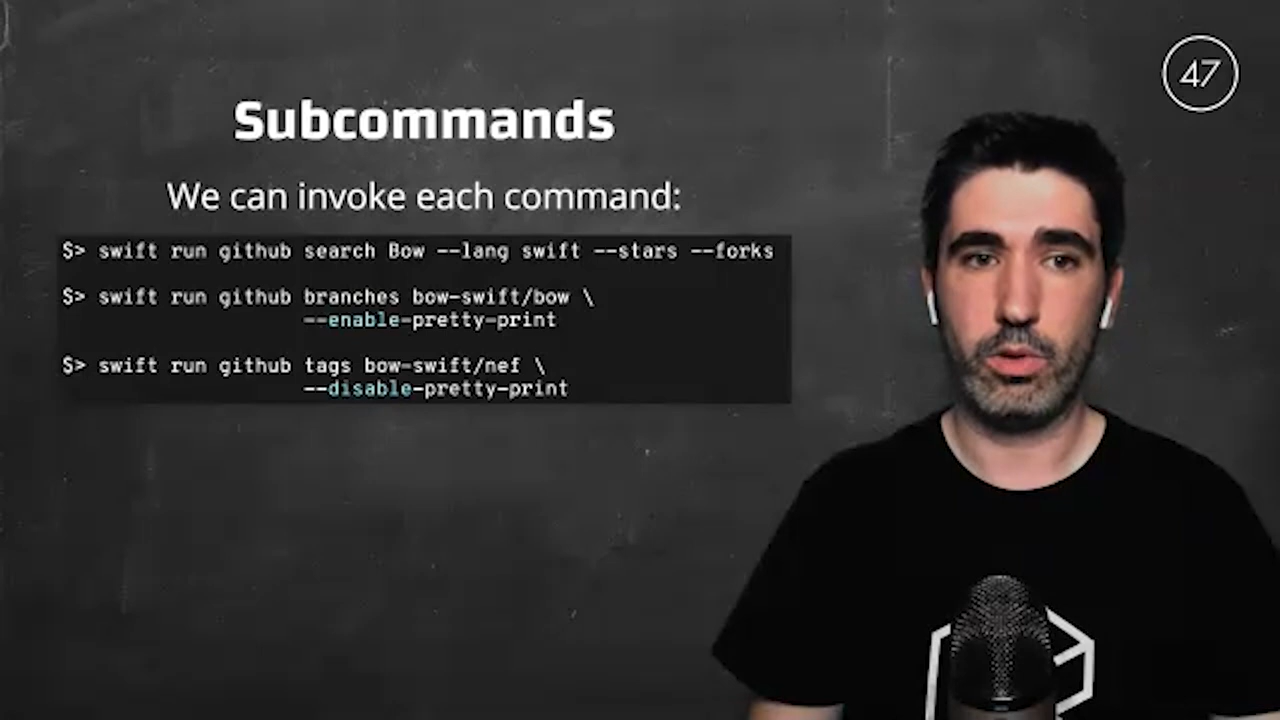 47
Subcommands
We can invoke each command:
$> swift run github search Bow --lang swift --stars --forks
$> swift run github branches bow-swift/bow \
--enable-pretty-print
$> swift run github tags bow-swift/nef \
--disable-pretty-print